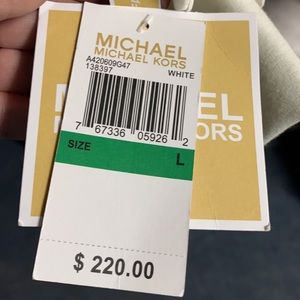 MICHAEL
MICHAEL KORS
A420609G47
138397 WHITE
7 67336 05926 2
SIZE L
$ 220.00